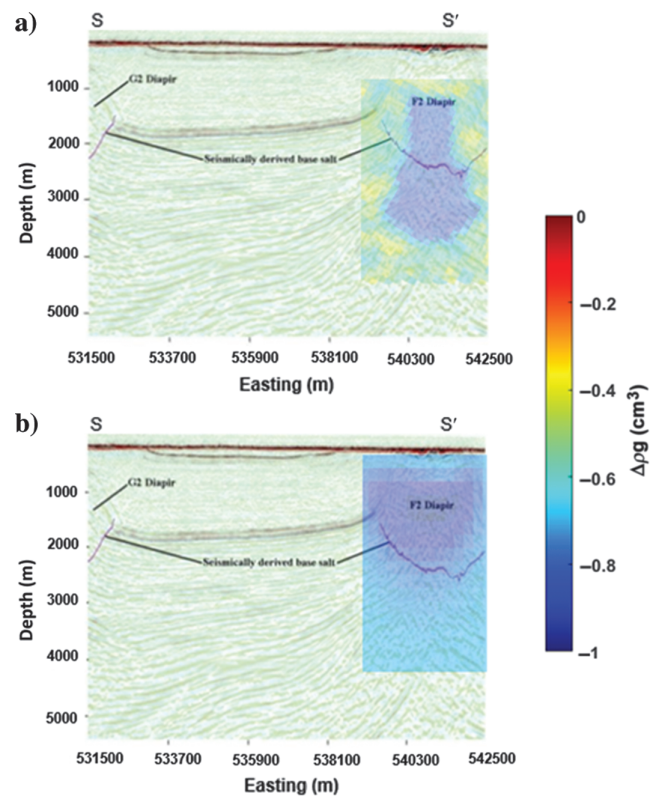 a)
S
S′
G2 Diapir
F2 Diapir
Seismically derived base salt
1000
2000
3000
4000
5000
Depth (m)
531500 533700 535900 538100 540300 542500
Easting (m)
b)
S
S′
G2 Diapir
F2 Diapir
Seismically derived base salt
1000
2000
3000
4000
5000
Depth (m)
531500 533700 535900 538100 540300 542500
Easting (m)
0
−0.2
−0.4
−0.6
−0.8
−1
Δρg (cm³)